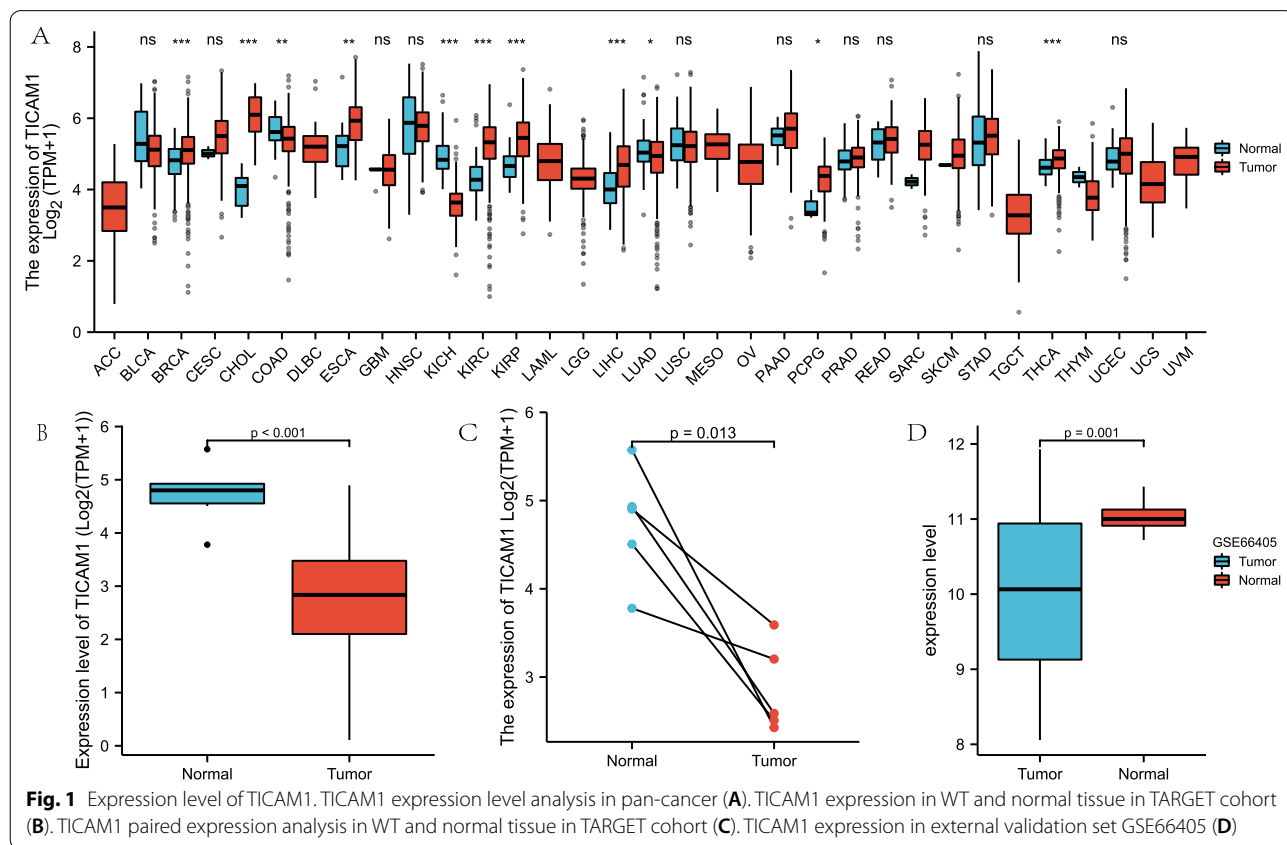 A
The expression of TICAM1
Log2 (TPM+1)
8
6
4
2
0
ns *** ns *** ** ** ns ns *** *** *** *** * ns ns * ns ns ns *** ns
Normal
Tumor
ACC BLCA BRCA CESC CHOL COAD DLBC ESCA GBM HNSC KICH KIRC KIRP LAML LGG LIHC LUAD LUSC MESO OV PAAD PCPG PRAD READ SARC SKCM STAD TGCT THCA THYM UCEC UCS UVM
B
Expression level of TICAM1 (Log2(TPM+1))
6
5
4
3
2
1
0
p < 0.001
Normal Tumor
C
The expression of TICAM1 Log2(TPM+1)
6
5
4
3
p = 0.013
Normal Tumor
D
expression level
12
11
10
9
8
p = 0.001
Tumor Normal
GSE66405
Tumor
Normal
Fig. 1 Expression level of TICAM1. TICAM1 expression level analysis in pan-cancer (A). TICAM1 expression in WT and normal tissue in TARGET cohort
(B). TICAM1 paired expression analysis in WT and normal tissue in TARGET cohort (C). TICAM1 expression in external validation set GSE66405 (D)